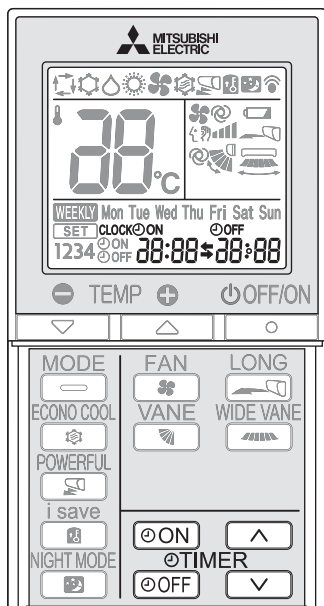 MITSUBISHI
ELECTRIC
88°C
WEEKLY Mon Tue Wed Thu Fri Sat Sun
SET CLOCK ON OFF
1234 ON OFF 88:88 88:88
TEMP OFF/ON
MODE FAN LONG
ECONO COOL VANE WIDE VANE
POWERFUL
i save
NIGHT MODE
ON
TIMER
OFF